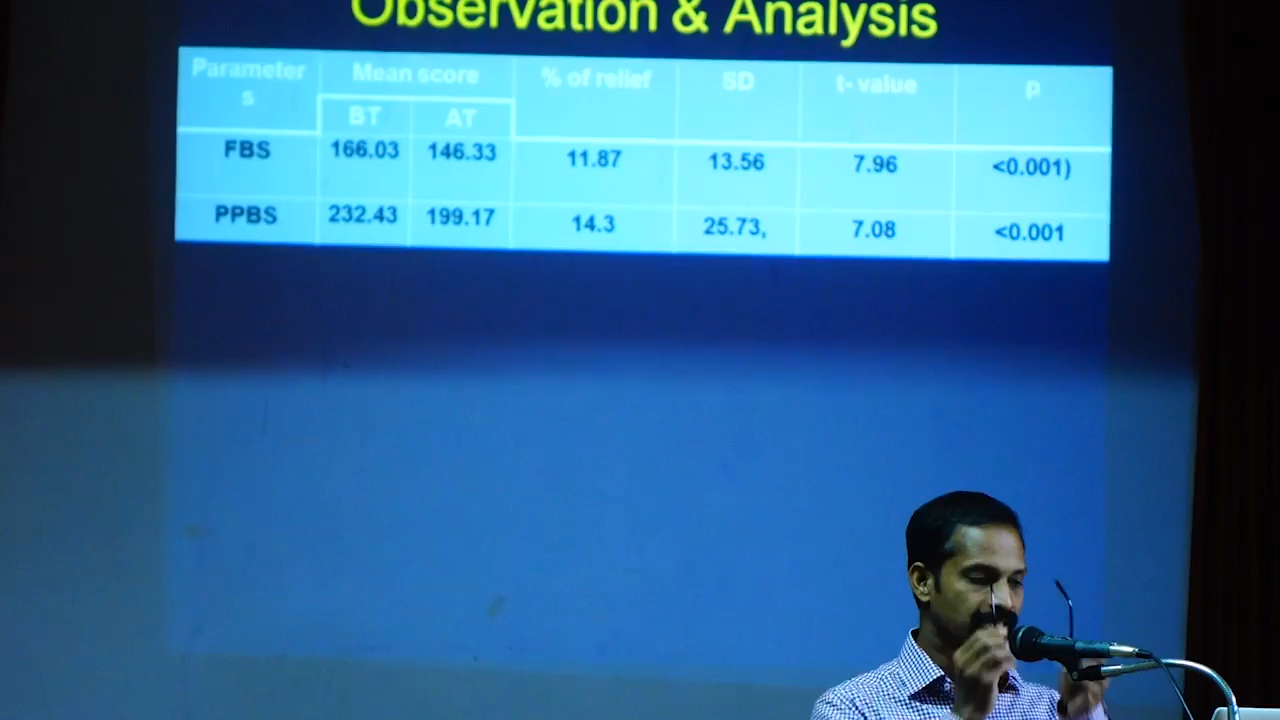 Observation & Analysis
Parameter
s
Mean score
% of relief
SD
t- value
p
BT
AT
FBS
166.03
146.33
11.87
13.56
7.96
<0.001)
PPBS
232.43
199.17
14.3
25.73,
7.08
<0.001